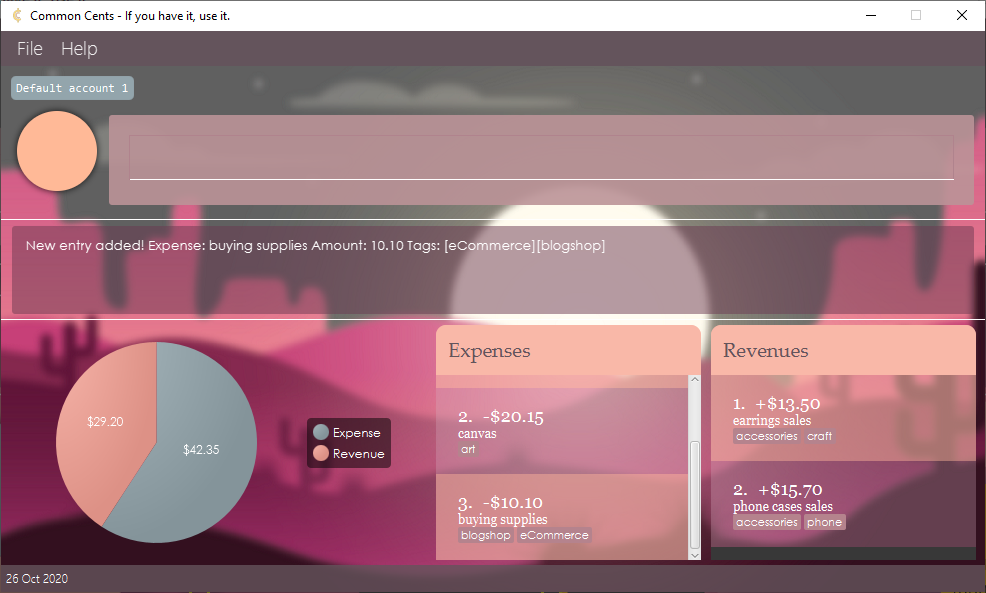 Common Cents - If you have it, use it.
File Help
Default account 1
New entry added! Expense: buying supplies Amount: 10.10 Tags: [eCommerce][blogshop]
$29.20
$42.35
Expense
Revenue
Expenses
2. -$20.15
canvas
art
3. -$10.10
buying supplies
blogshop eCommerce
Revenues
1. +$13.50
earrings sales
accessories craft
2. +$15.70
phone cases sales
accessories phone
26 Oct 2020